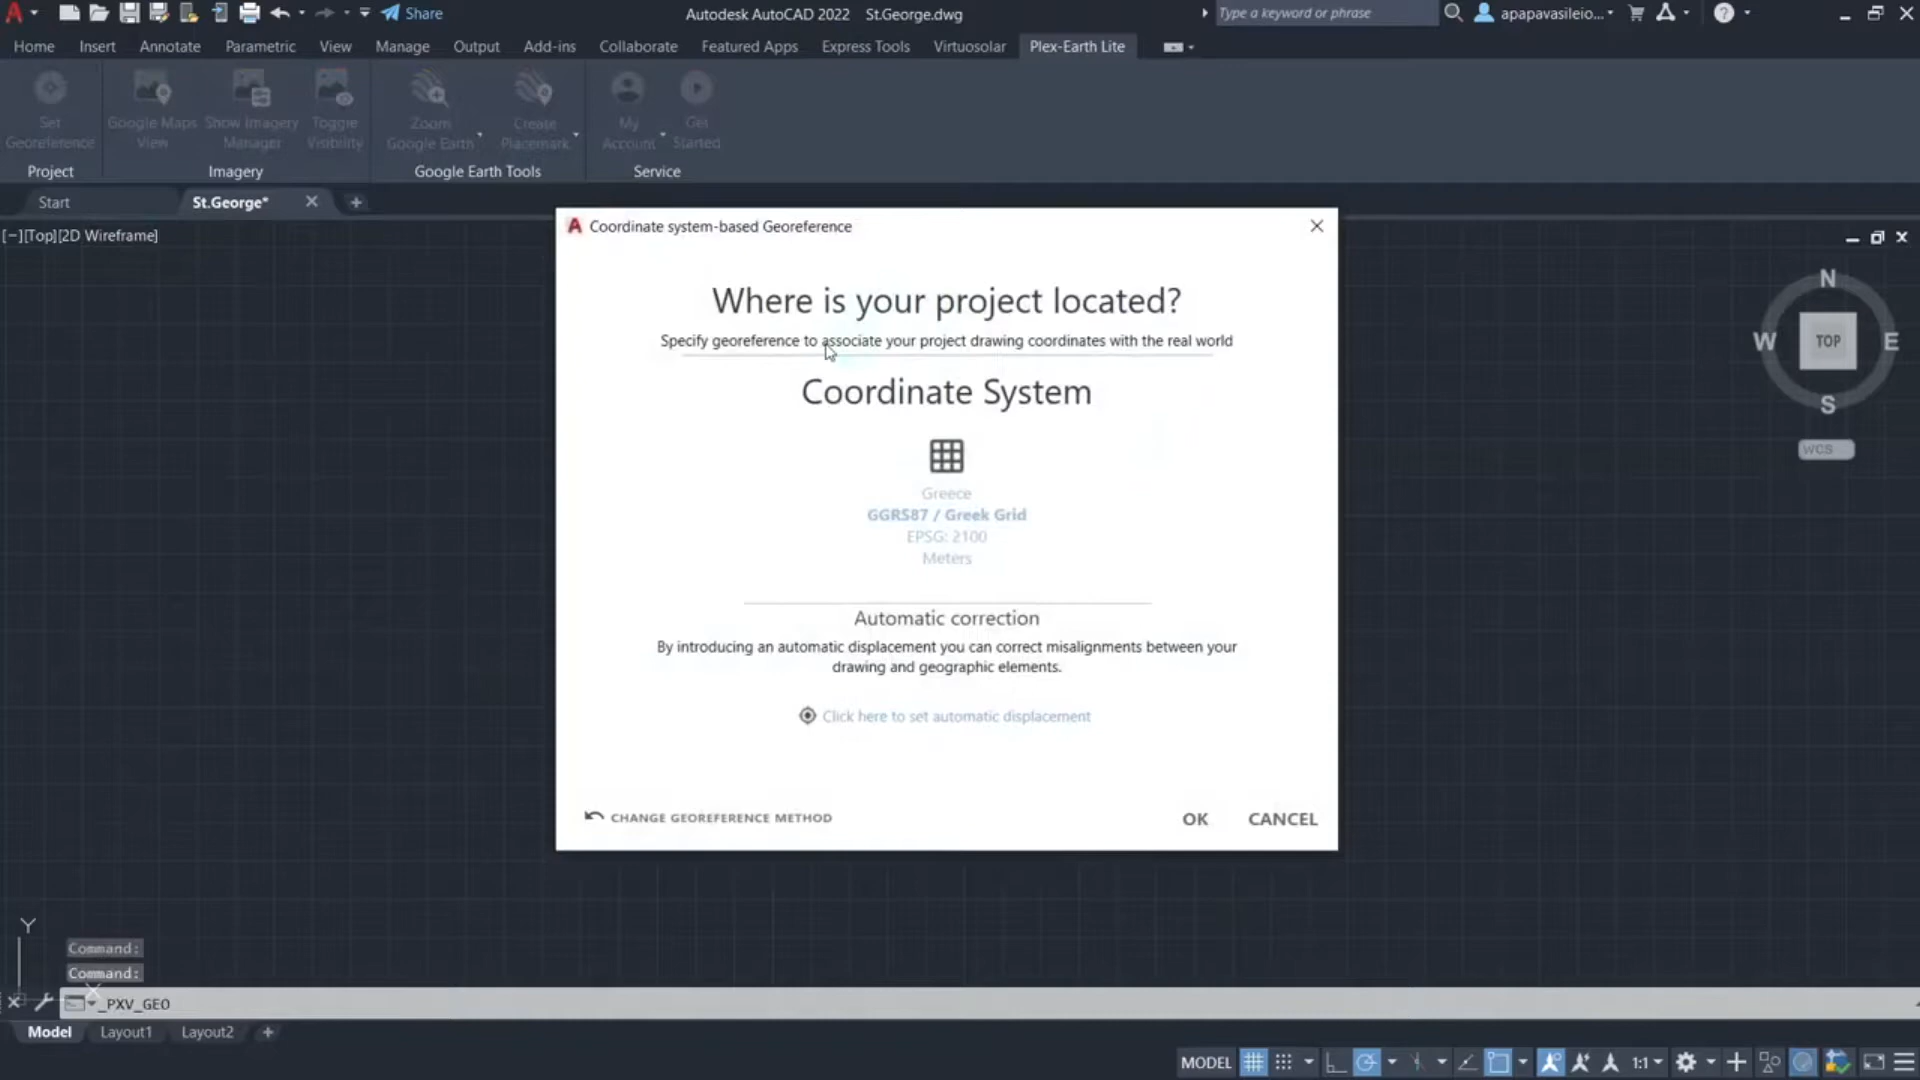 Share
Autodesk AutoCAD 2022 St.George.dwg
Type a keyword or phrase
apapavasileio...
Home Insert Annotate Parametric View Manage Output Add-ins Collaborate Featured Apps Express Tools Virtuosolar Plex-Earth Lite
Set Georeference
Google Maps View
Show Imagery Manager
Toggle Visibility
Zoom Google Earth
Create Placemark
My Account
Get Started
Project Imagery Google Earth Tools Service
Start St.George*
[−][Top][2D Wireframe]
Coordinate system-based Georeference
Where is your project located?
Specify georeference to associate your project drawing coordinates with the real world
Coordinate System
Greece
GGRS87 / Greek Grid
EPSG: 2100
Meters
Automatic correction
By introducing an automatic displacement you can correct misalignments between your
drawing and geographic elements.
Click here to set automatic displacement
CHANGE GEOREFERENCE METHOD OK CANCEL
N
W TOP E
S
WCS
Y
Command:
Command:
X
_PXV_GEO
Model Layout1 Layout2
MODEL 1:1